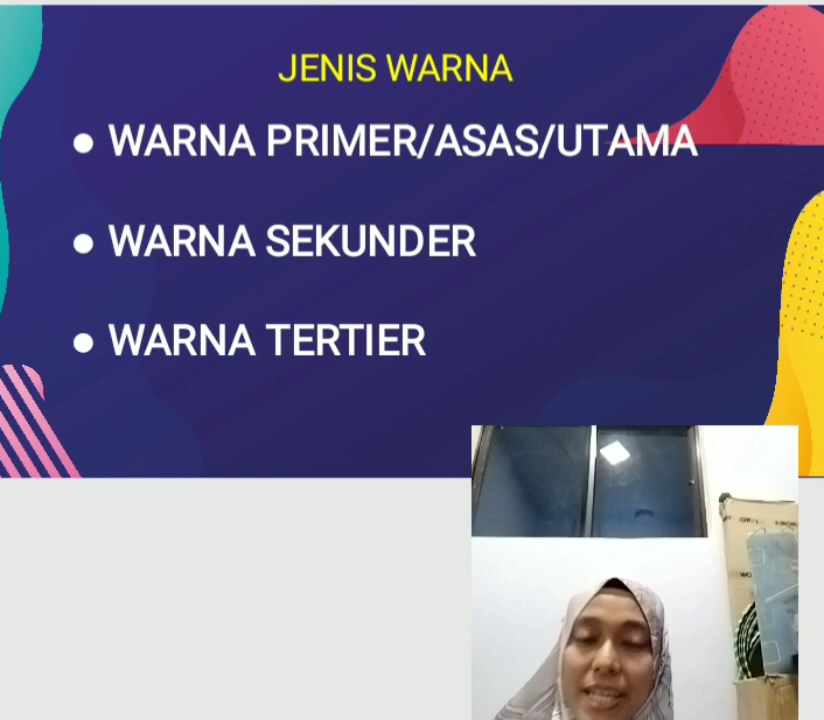 JENIS WARNA
● WARNA PRIMER/ASAS/UTAMA
● WARNA SEKUNDER
● WARNA TERTIER